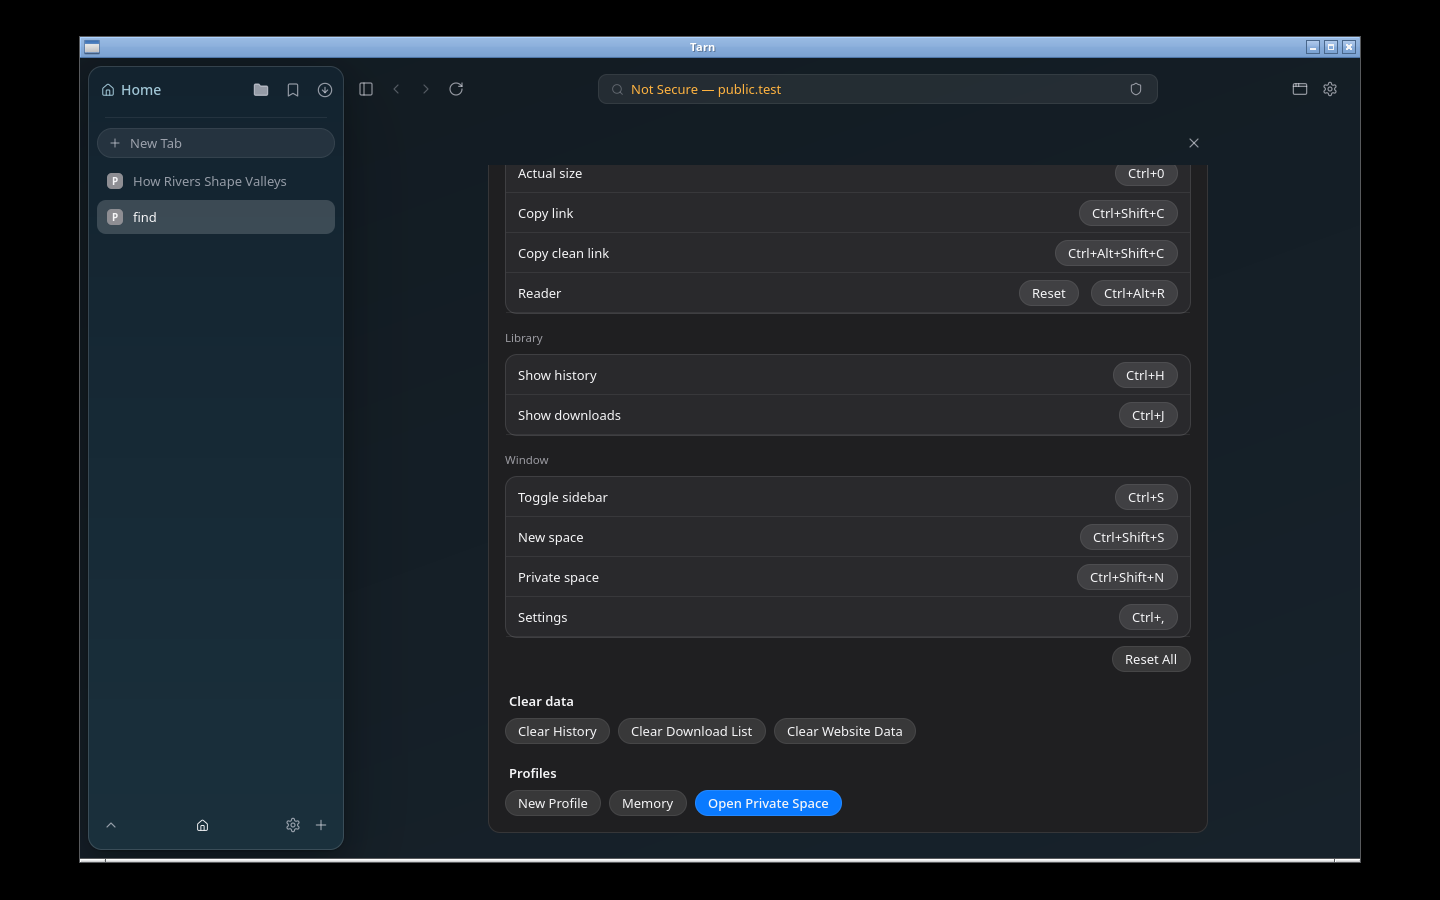 Tarn
Home
Not Secure — public.test
New Tab
P How Rivers Shape Valleys
P find
Actual size Ctrl+0
Copy link Ctrl+Shift+C
Copy clean link Ctrl+Alt+Shift+C
Reader Reset Ctrl+Alt+R
Library
Show history Ctrl+H
Show downloads Ctrl+J
Window
Toggle sidebar Ctrl+S
New space Ctrl+Shift+S
Private space Ctrl+Shift+N
Settings Ctrl+,
Reset All
Clear data
Clear History Clear Download List Clear Website Data
Profiles
New Profile Memory Open Private Space